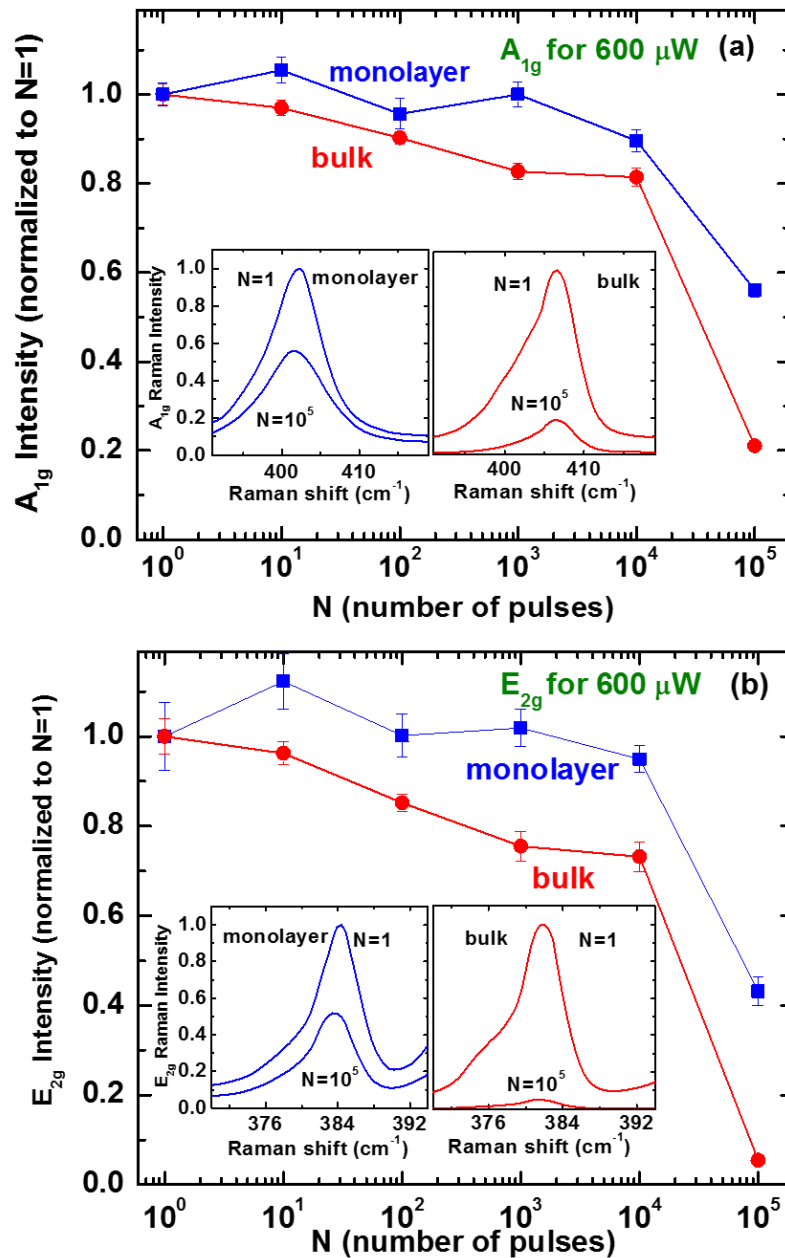 A1g for 600 μW (a)
monolayer
bulk
A1g Intensity (normalized to N=1)
1.0
0.8
0.6
0.4
0.2
0.0
10^0 10^1 10^2 10^3 10^4 10^5
N (number of pulses)
N=1 monolayer
N=10^5
A1g Raman Intensity
1.0
0.8
0.6
0.4
0.2
0.0
400 410
Raman shift (cm^-1)
N=1 bulk
N=10^5
400 410
Raman shift (cm^-1)
E2g for 600 μW (b)
monolayer
bulk
E2g Intensity (normalized to N=1)
1.0
0.8
0.6
0.4
0.2
0.0
10^0 10^1 10^2 10^3 10^4 10^5
N (number of pulses)
monolayer N=1
N=10^5
E2g Raman Intensity
1.0
0.8
0.6
0.4
0.2
0.0
376 384 392
Raman shift (cm^-1)
bulk N=1
N=10^5
376 384 392
Raman shift (cm^-1)